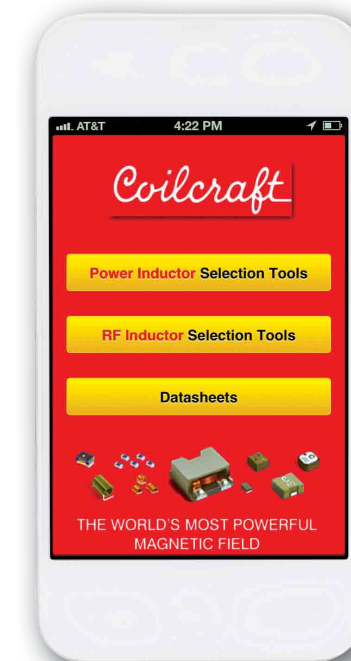 AT&T 4:22 PM
Coilcraft
Power Inductor Selection Tools
RF Inductor Selection Tools
Datasheets
THE WORLD'S MOST POWERFUL
MAGNETIC FIELD